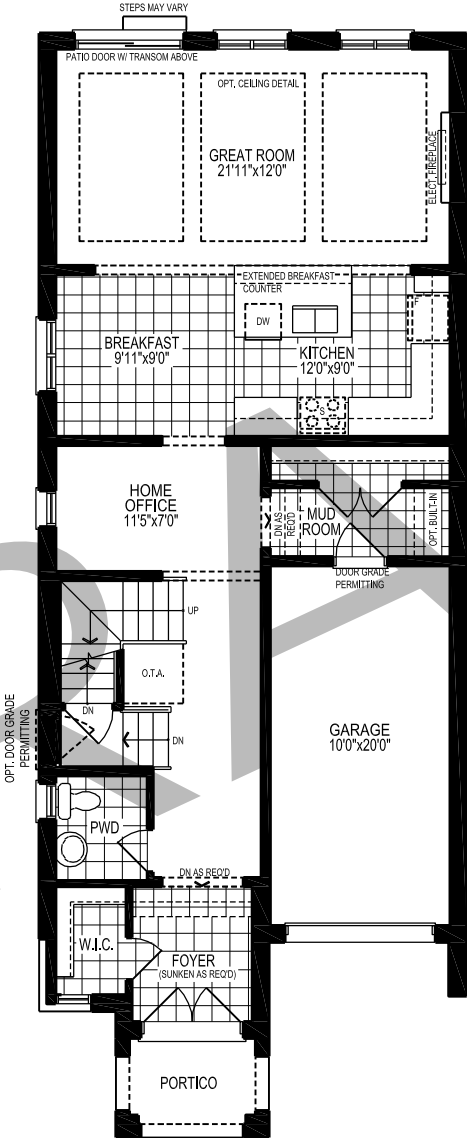 STEPS MAY VARY
PATIO DOOR W/ TRANSOM ABOVE
OPT. CEILING DETAIL
GREAT ROOM
21'11"x12'0"
ELECT. FIREPLACE
EXTENDED BREAKFAST
COUNTER
F
DW
BREAKFAST
9'11"x9'0"
KITCHEN
12'0"x9'0"
S
HOME
OFFICE
11'5"x7'0"
DN AS
REQ'D
MUD
ROOM
OPT. BUILT-IN
DOOR GRADE
PERMITTING
UP
O.T.A.
DN
DN
OPT. DOOR GRADE
PERMITTING
GARAGE
10'0"x20'0"
PWD
DN AS REQ'D
W.I.C.
FOYER
(SUNKEN AS REQ'D)
PORTICO